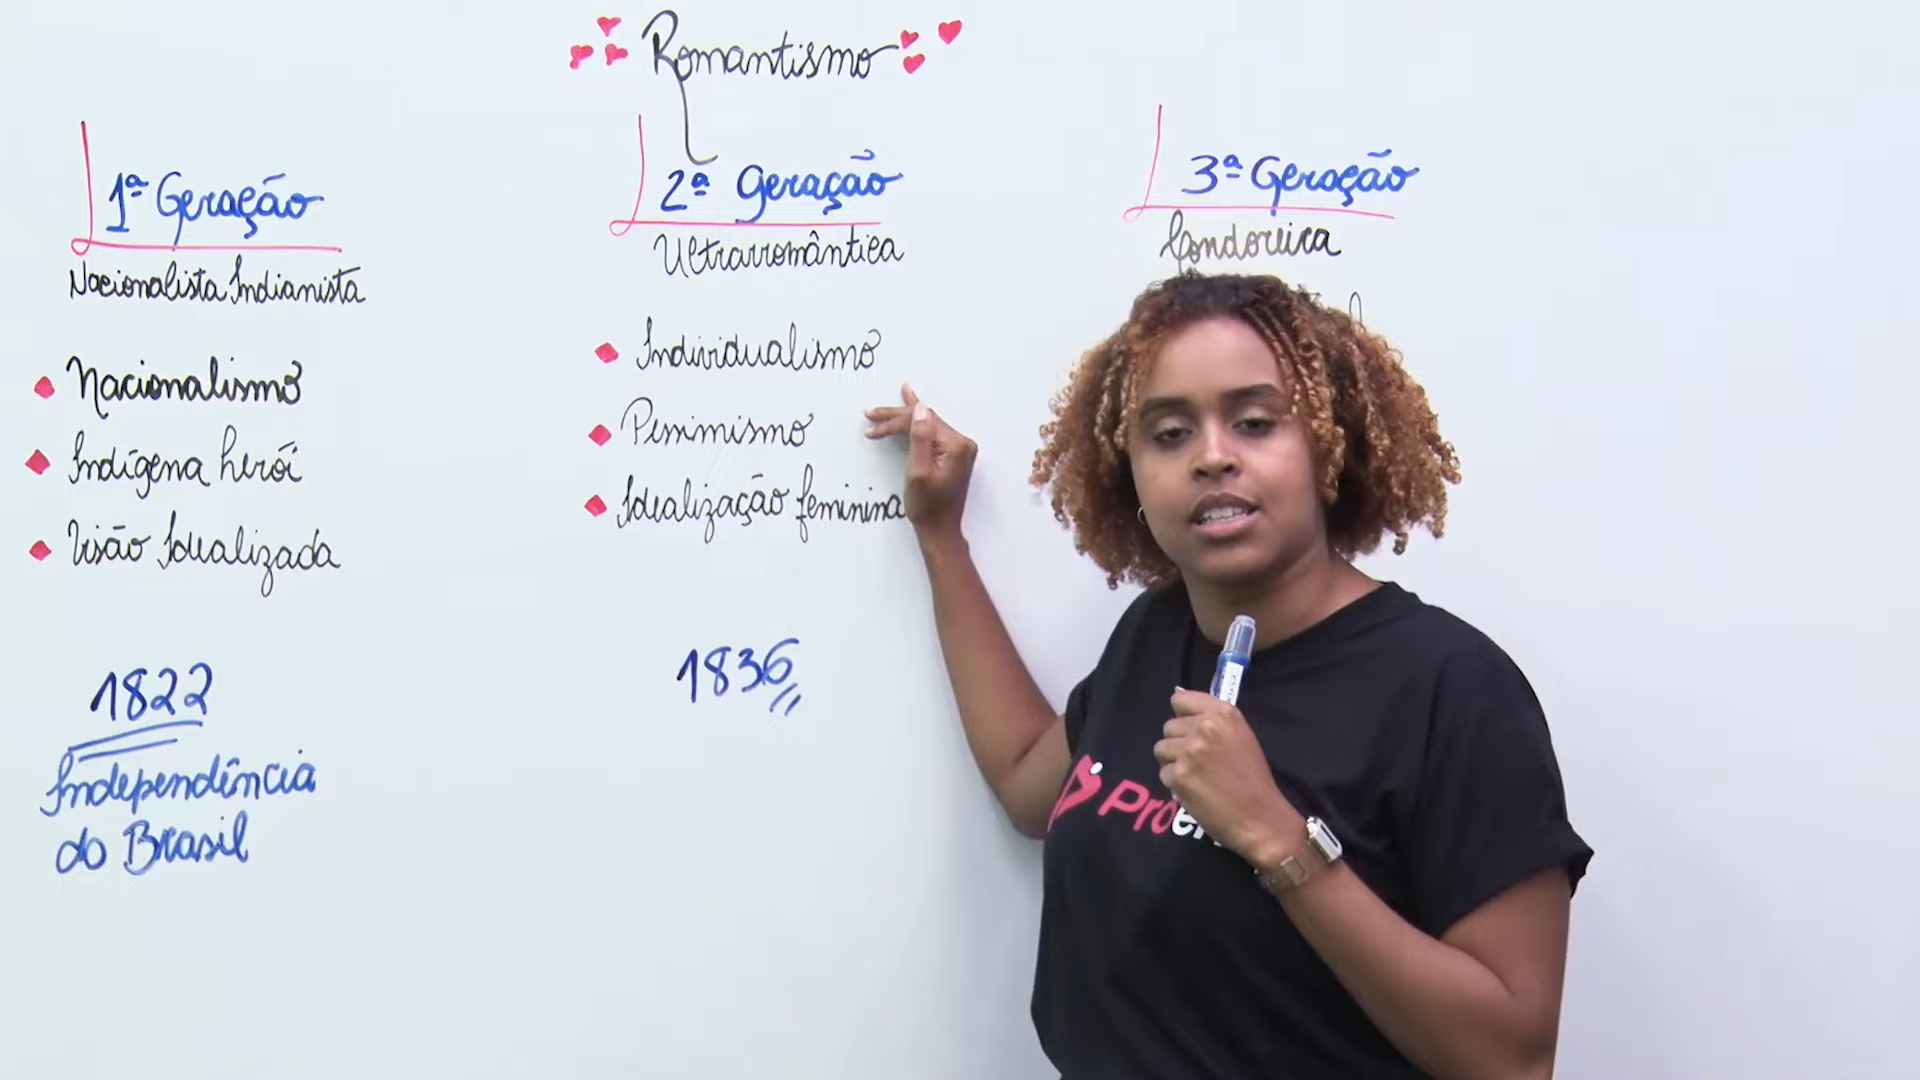 Romantismo
1ª Geração
Nacionalista Indianista
Nacionalismo
Indígena herói
Visão Idealizada
1822
Independência
do Brasil
2ª Geração
Ultrarromântica
Individualismo
Pessimismo
Idealização feminina
1836
3ª Geração
Condoreira